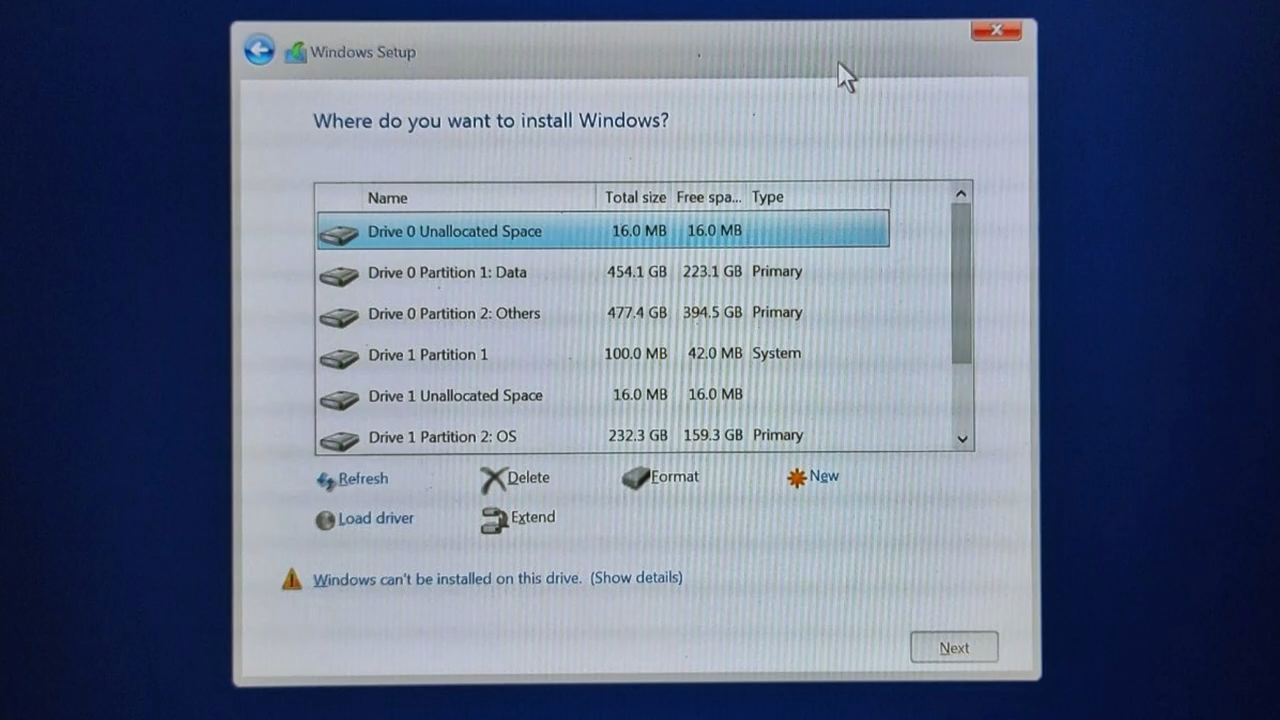 Windows Setup
Where do you want to install Windows?
Name Total size Free spa... Type
Drive 0 Unallocated Space 16.0 MB 16.0 MB
Drive 0 Partition 1: Data 454.1 GB 223.1 GB Primary
Drive 0 Partition 2: Others 477.4 GB 394.5 GB Primary
Drive 1 Partition 1 100.0 MB 42.0 MB System
Drive 1 Unallocated Space 16.0 MB 16.0 MB
Drive 1 Partition 2: OS 232.3 GB 159.3 GB Primary
Refresh Delete Format New
Load driver Extend
Windows can't be installed on this drive. (Show details)
Next